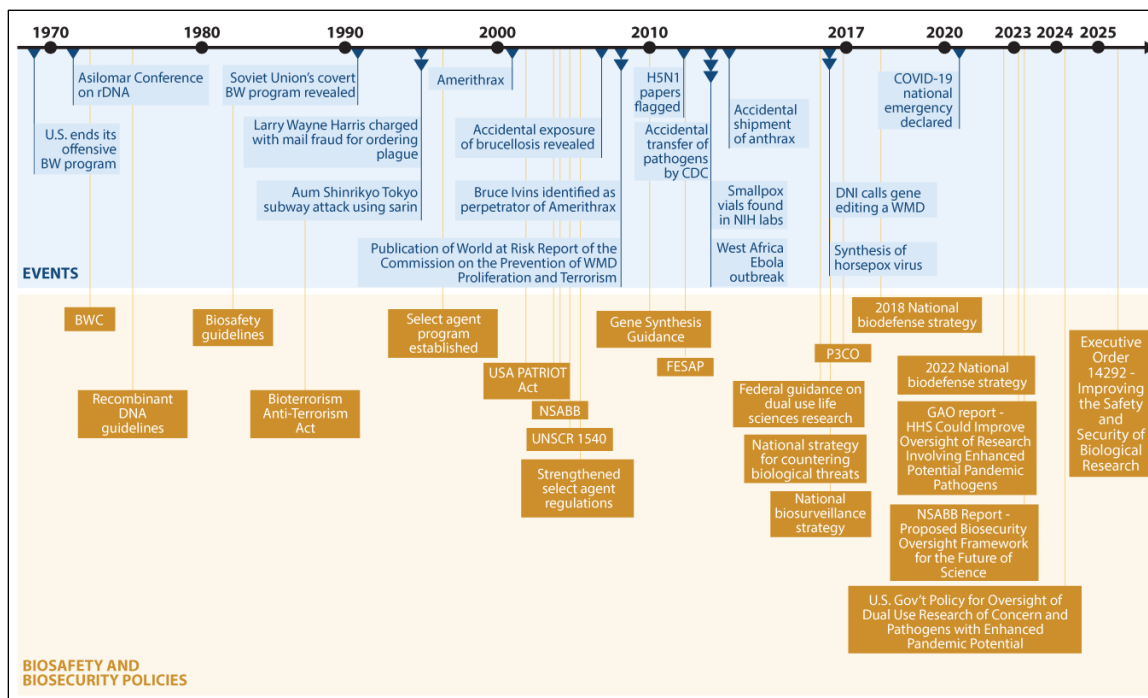 1970
1980
1990
2000
2010
2017
2020
2023
2024
2025
Asilomar Conference
on rDNA
U.S. ends its
offensive
BW program
Soviet Union's covert
BW program revealed
Larry Wayne Harris charged
with mail fraud for ordering
plague
Aum Shinrikyo Tokyo
subway attack using sarin
Amerithrax
Accidental exposure
of brucellosis revealed
Bruce Ivins identified as
perpetrator of Amerithrax
Publication of World at Risk Report of the
Commission on the Prevention of WMD
Proliferation and Terrorism
H5N1
papers
flagged
Accidental
transfer of
pathogens
by CDC
Accidental
shipment
of anthrax
Smallpox
vials found
in NIH labs
West Africa
Ebola
outbreak
DNI calls gene
editing a WMD
Synthesis of
horsepox virus
COVID-19
national
emergency
declared
EVENTS
BWC
Recombinant
DNA
guidelines
Biosafety
guidelines
Bioterrorism
Anti-Terrorism
Act
Select agent
program
established
USA PATRIOT
Act
NSABB
UNSCR 1540
Strengthened
select agent
regulations
Gene Synthesis
Guidance
FESAP
P3CO
Federal guidance on
dual use life
sciences research
National strategy
for countering
biological threats
National
biosurveillance
strategy
2018 National
biodefense strategy
2022 National
biodefense strategy
GAO report -
HHS Could Improve
Oversight of Research
Involving Enhanced
Potential Pandemic
Pathogens
NSABB Report -
Proposed Biosecurity
Oversight Framework
for the Future of
Science
U.S. Gov't Policy for Oversight of
Dual Use Research of Concern and
Pathogens with Enhanced
Pandemic Potential
Executive
Order
14292 -
Improving
the Safety
and
Security of
Biological
Research
BIOSAFETY AND
BIOSECURITY POLICIES